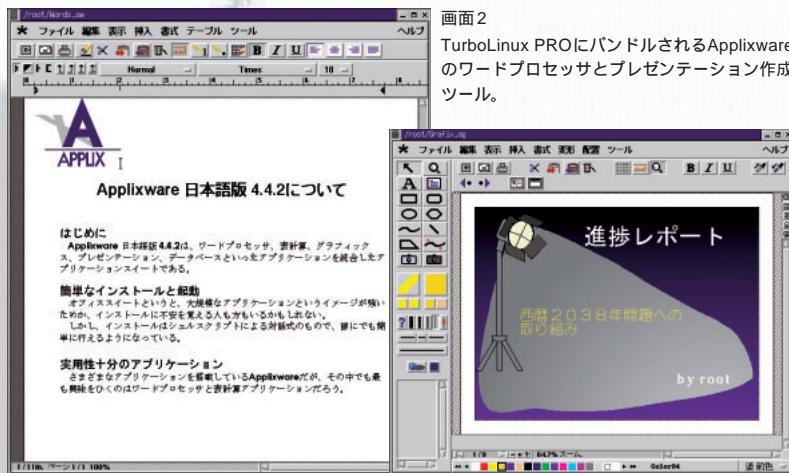 /root/Words.aw
ファイル 編集 表示 挿入 書式 テーブル ツール ヘルプ
B I U
Normal Times 18
APPLIX
Applixware 日本語版 4.4.2について
はじめに
Applixware 日本語版4.4.2は、ワードプロセッサ、表計算、グラフィック
ス、プレゼンテーション、データベースといったアプリケーションを統合したア
プリケーションスイートである。
簡単なインストールと起動
オフィススイートというと、大規模なアプリケーションというイメージが強い
ためか、インストールに不安を覚える人も方もいるかもしれない。
しかし、インストールはシェルスクリプトによる対話式のもので、誰にでも簡
単に行えるようになっている。
実用性十分のアプリケーション
さまざまなアプリケーションを搭載しているApplixwareだが、その中でも最
も興味をひくのはワードプロセッサと表計算アプリケーションだろう。
ページ1/1 100%
画面2
TurboLinux PROにバンドルされるApplixware
のワードプロセッサとプレゼンテーション作成
ツール。
/root/Grafix.ag
ファイル 編集 表示 挿入 書式 変形 配置 ツール ヘルプ
B I U
A
進捗レポート
西暦2038年問題への
取り組み
by root
64.7% ズーム
Color04
塗 前色